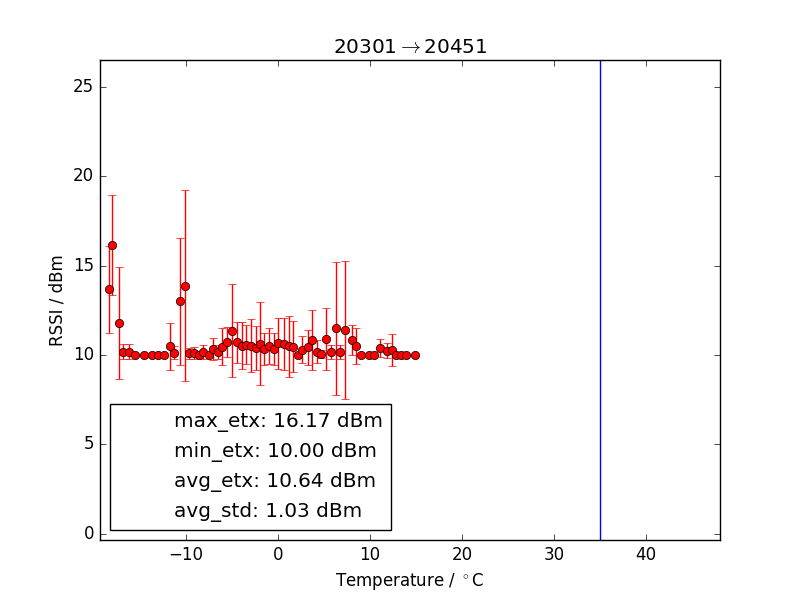 20301→20451
RSSI / dBm
25
20
15
10
5
0
max_etx: 16.17 dBm
min_etx: 10.00 dBm
avg_etx: 10.64 dBm
avg_std: 1.03 dBm
−10 0 10 20 30 40
Temperature / °C